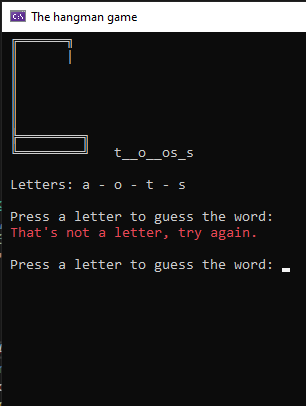 The hangman game
t__o__os_s
Letters: a - o - t - s
Press a letter to guess the word:
That's not a letter, try again.
Press a letter to guess the word: